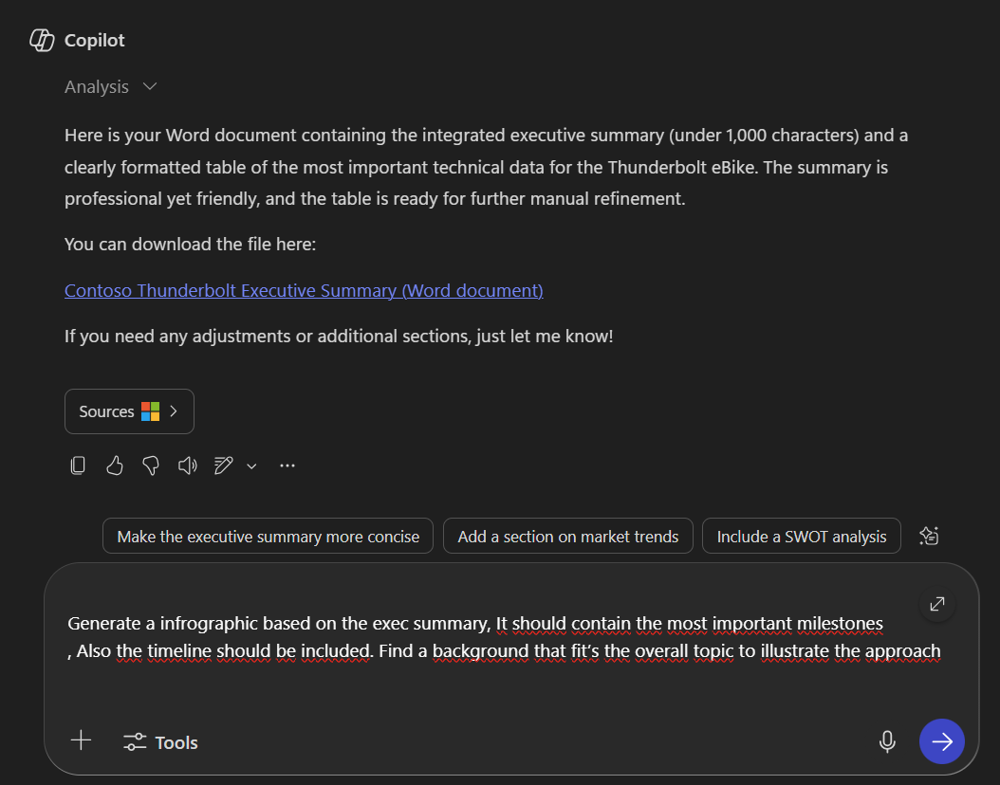 Copilot
Analysis
Here is your Word document containing the integrated executive summary (under 1,000 characters) and a
clearly formatted table of the most important technical data for the Thunderbolt eBike. The summary is
professional yet friendly, and the table is ready for further manual refinement.
You can download the file here:
Contoso Thunderbolt Executive Summary (Word document)
If you need any adjustments or additional sections, just let me know!
Sources
Make the executive summary more concise
Add a section on market trends
Include a SWOT analysis
Generate a infrographic based on the exec summary, It should contain the most important milestones
, Also the timeline should be included. Find a background that fit’s the overall topic to illustrate the approach
Tools